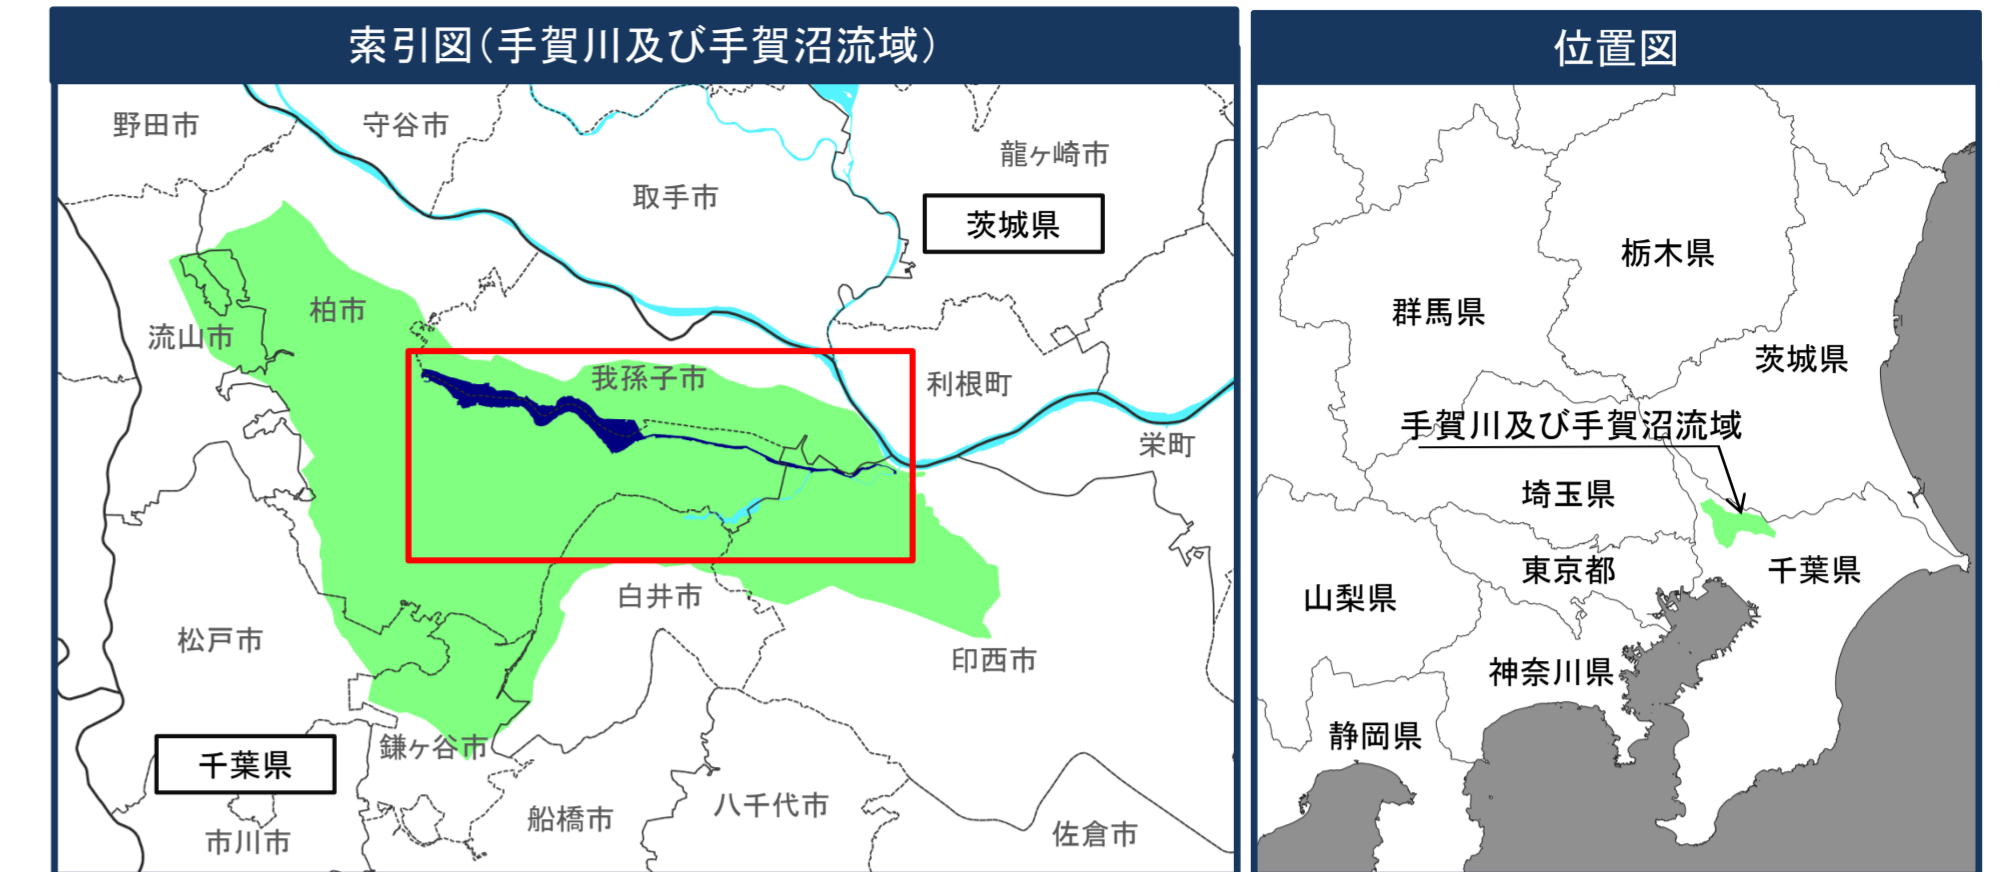 索引図(手賀川及び手賀沼流域)
野田市
守谷市
龍ヶ崎市
取手市
茨城県
柏市
流山市
我孫子市
利根町
栄町
白井市
松戸市
印西市
鎌ヶ谷市
千葉県
船橋市
八千代市
佐倉市
市川市
位置図
栃木県
群馬県
茨城県
手賀川及び手賀沼流域
埼玉県
東京都
千葉県
山梨県
神奈川県
静岡県